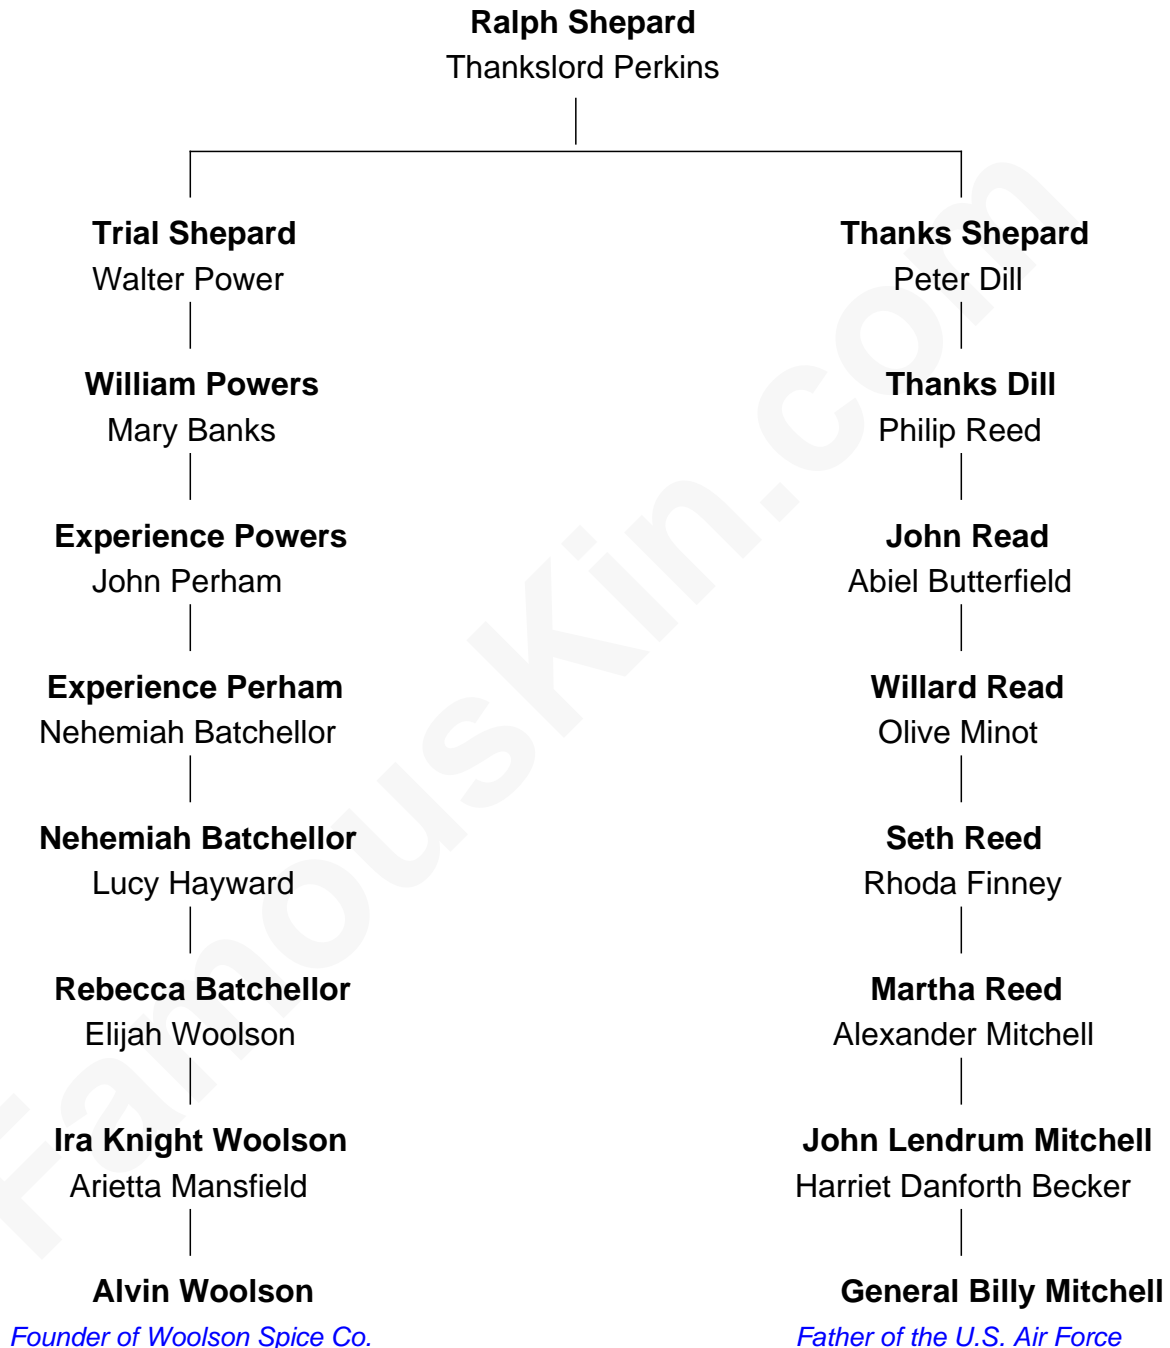 Ralph Shepard
Thankslord Perkins
Trial Shepard
Walter Power
Thanks Shepard
Peter Dill
William Powers
Mary Banks
Thanks Dill
Philip Reed
Experience Powers
John Perham
John Read
Abiel Butterfield
Experience Perham
Nehemiah Batchellor
Willard Read
Olive Minot
Nehemiah Batchellor
Lucy Hayward
Seth Reed
Rhoda Finney
Rebecca Batchellor
Elijah Woolson
Martha Reed
Alexander Mitchell
Ira Knight Woolson
Arietta Mansfield
John Lendrum Mitchell
Harriet Danforth Becker
Alvin Woolson
Founder of Woolson Spice Co.
General Billy Mitchell
Father of the U.S. Air Force
FamousKin.com